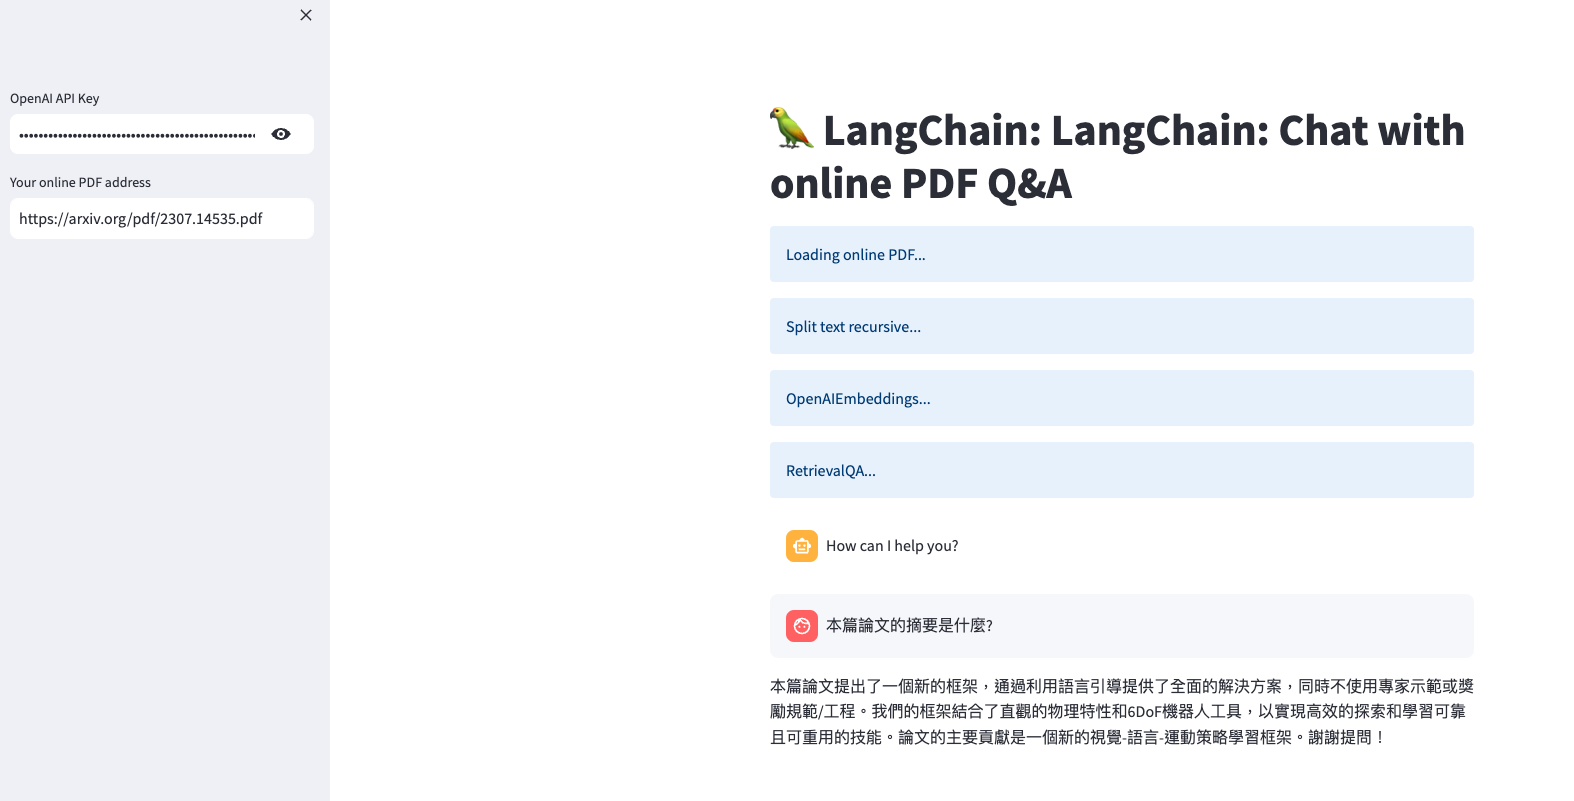 OpenAI API Key
Your online PDF address
https://arxiv.org/pdf/2307.14535.pdf
LangChain: LangChain: Chat with
online PDF Q&A
Loading online PDF...
Split text recursive...
OpenAIEmbeddings...
RetrievalQA...
How can I help you?
本篇論文的摘要是什麼?
本篇論文提出了一個新的框架，通過利用語言引導提供了全面的解決方案，同時不使用專家示範或獎
勵規範/工程。我們的框架結合了直觀的物理特性和6DoF機器人工具，以實現高效的探索和學習可靠
且可重用的技能。論文的主要貢獻是一個新的視覺-語言-運動策略學習框架。謝謝提問！